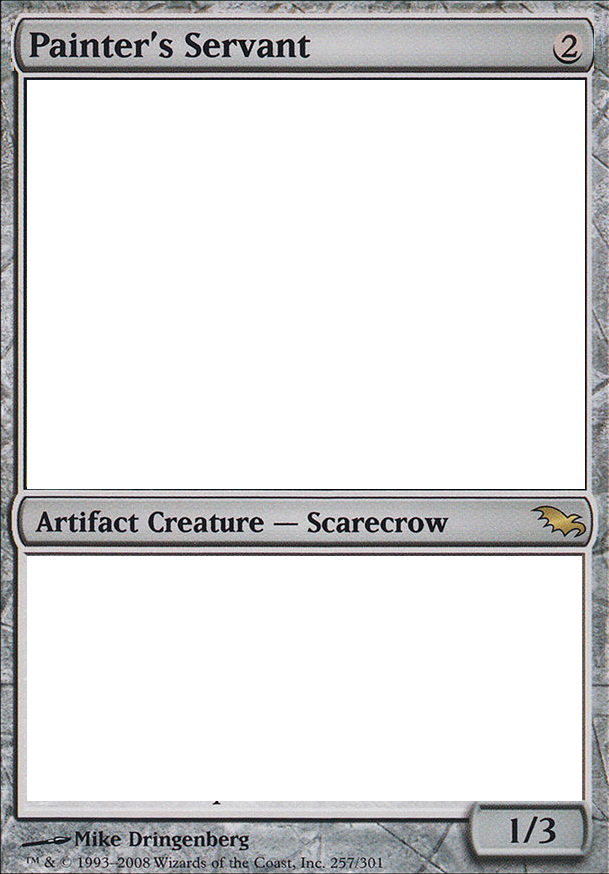 Painter's Servant 2
Artifact Creature — Scarecrow
1/3
Mike Dringenberg
™ & © 1993–2008 Wizards of the Coast, Inc. 257/301